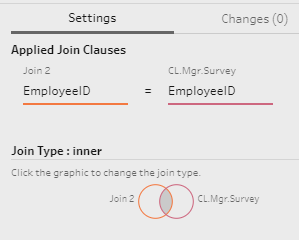 Settings Changes (0)
Applied Join Clauses
Join 2 CL.Mgr.Survey
EmployeeID = EmployeeID
Join Type : inner
Click the graphic to change the join type.
Join 2 CL.Mgr.Survey